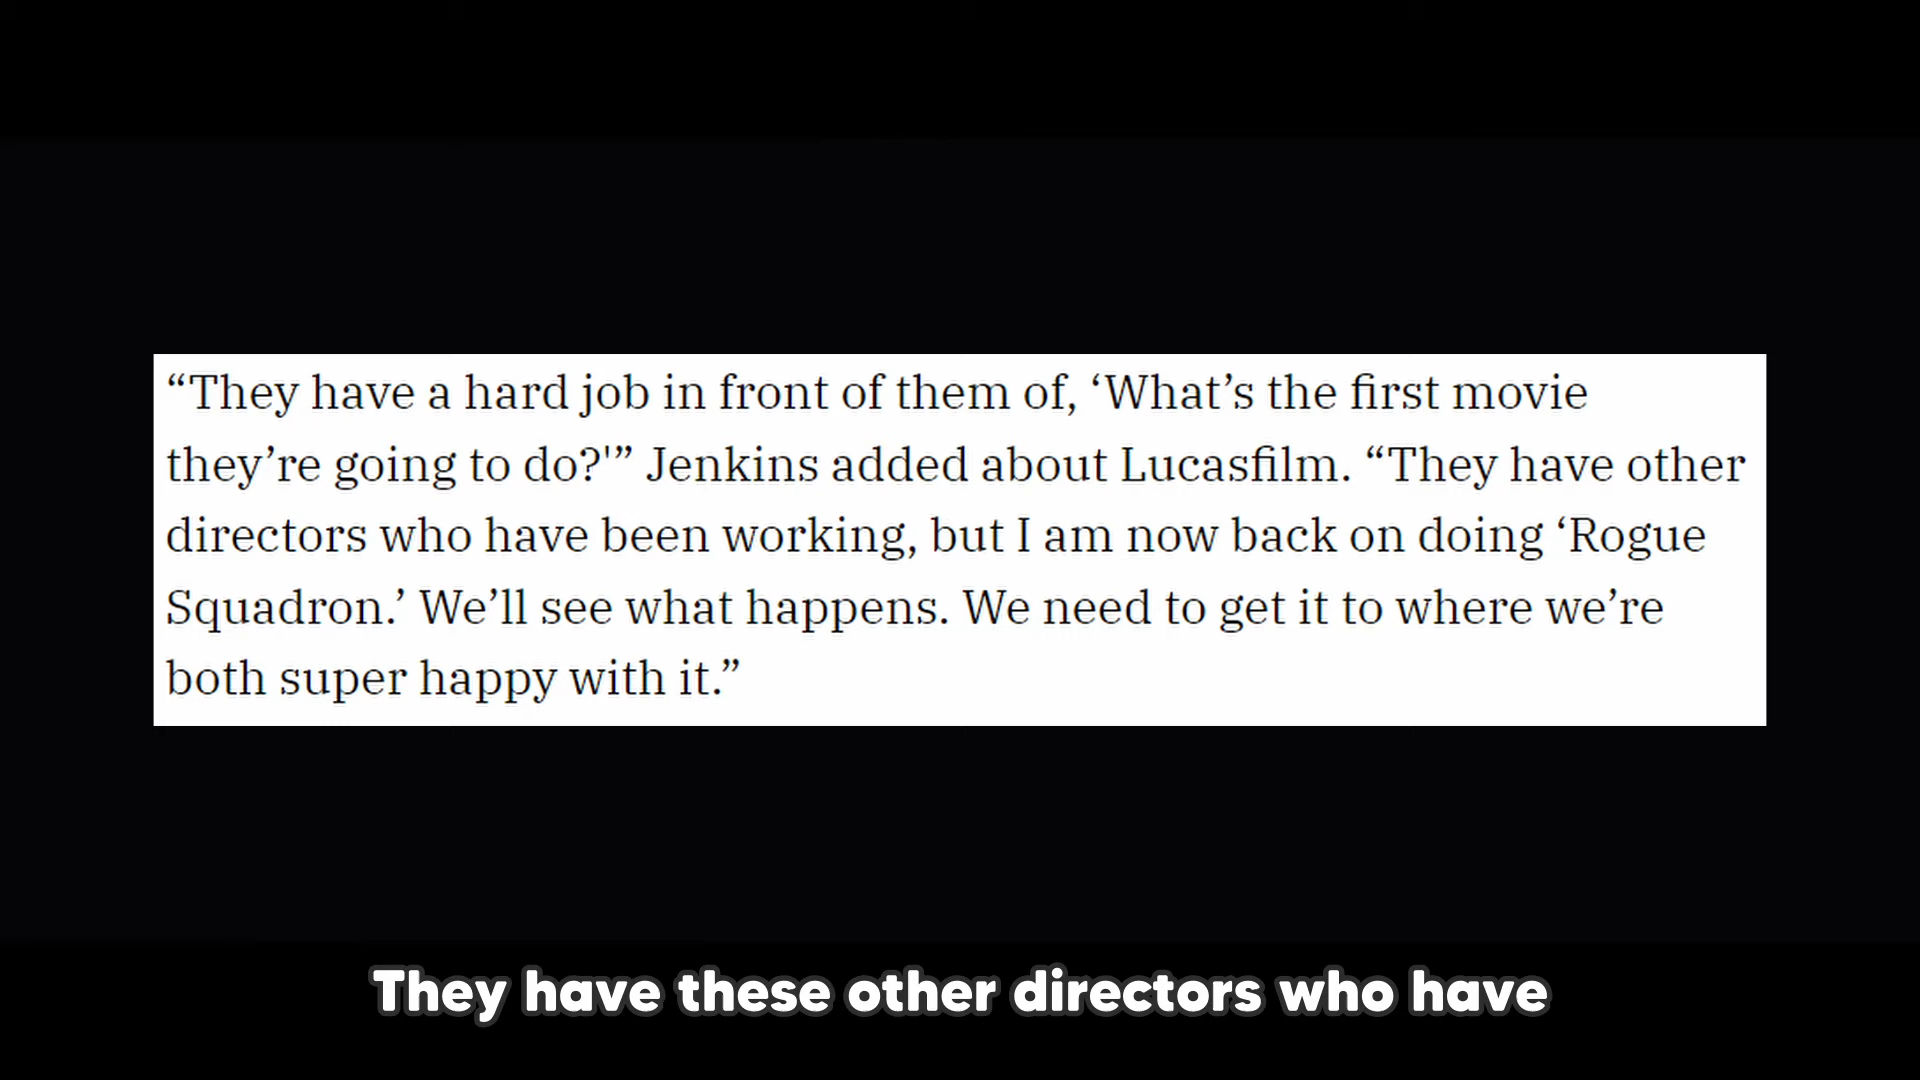 “They have a hard job in front of them of, ‘What’s the first movie
they’re going to do?'” Jenkins added about Lucasfilm. “They have other
directors who have been working, but I am now back on doing ‘Rogue
Squadron.’ We’ll see what happens. We need to get it to where we’re
both super happy with it.”
They have these other directors who have